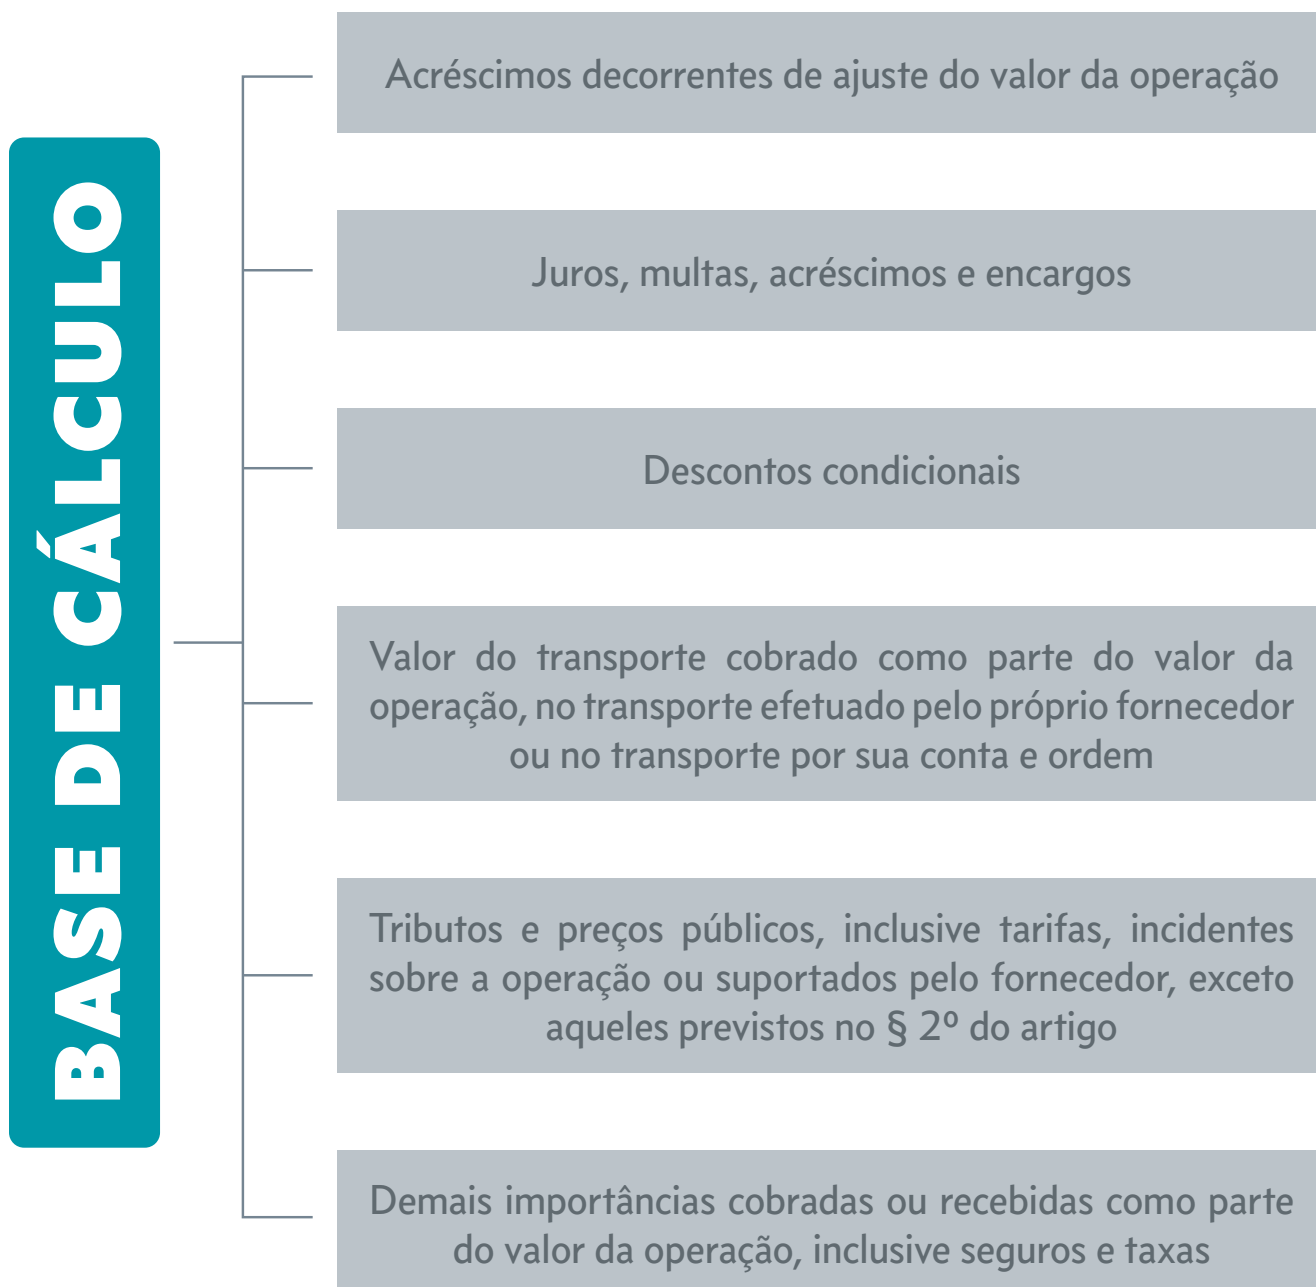 BASE DE CÁLCULO
Acréscimos decorrentes de ajuste do valor da operação
Juros, multas, acréscimos e encargos
Descontos condicionais
Valor do transporte cobrado como parte do valor da
operação, no transporte efetuado pelo próprio fornecedor
ou no transporte por sua conta e ordem
Tributos e preços públicos, inclusive tarifas, incidentes
sobre a operação ou suportados pelo fornecedor, exceto
aqueles previstos no § 2º do artigo
Demais importâncias cobradas ou recebidas como parte
do valor da operação, inclusive seguros e taxas